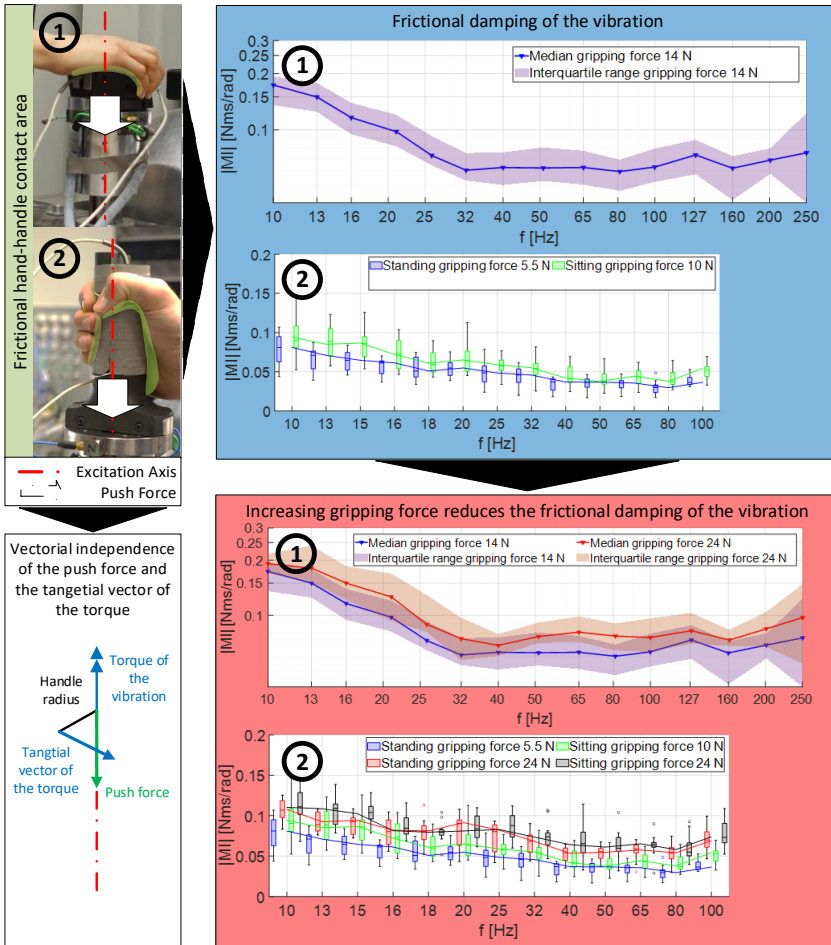 Frictional hand-handle contact area
1
2
Excitation Axis
Push Force
Frictional damping of the vibration
1
Median gripping force 14 N
Interquartile range gripping force 14 N
|MI| [Nms/rad]
0.3
0.2
0.15
0.1
10 13 16 20 25 32 40 50 65 80 100 127 160 200 250
f [Hz]
2
Standing gripping force 5.5 N Sitting gripping force 10 N
|MI| [Nms/rad]
0.2
0.15
0.1
0.05
0
10 13 15 16 18 20 25 32 40 50 65 80 100
f [Hz]
Vectorial independence
of the push force and
the tangetial vector of
the torque
Torque of
the
vibration
Handle
radius
Tangtial
vector of
the torque
Push force
Increasing gripping force reduces the frictional damping of the vibration
1
Median gripping force 14 N Median gripping force 24 N
Interquartile range gripping force 14 N Interquartile range gripping force 24 N
|MI| [Nms/rad]
0.3
0.2
0.15
0.1
10 13 16 20 25 32 40 50 65 80 100 127 160 200 250
f [Hz]
2
Standing gripping force 5.5 N Sitting gripping force 10 N
Standing gripping force 24 N Sitting gripping force 24 N
|MI| [Nms/rad]
0.2
0.15
0.1
0.05
0
10 13 15 16 18 20 25 32 40 50 65 80 100
f [Hz]